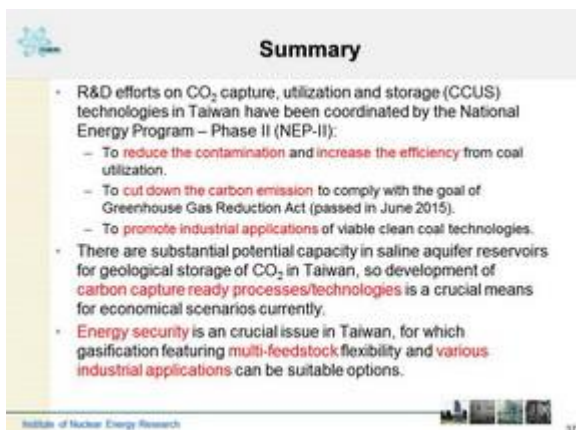 Summary
R&D efforts on CO2 capture, utilization and storage (CCUS)
technologies in Taiwan have been coordinated by the National
Energy Program – Phase II (NEP-II):
– To reduce the contamination and increase the efficiency from coal
utilization.
– To cut down the carbon emission to comply with the goal of
Greenhouse Gas Reduction Act (passed in June 2015).
– To promote industrial applications of viable clean coal technologies.
There are substantial potential capacity in saline aquifer reservoirs
for geological storage of CO2 in Taiwan, so development of
carbon capture ready processes/technologies is a crucial means
for economical scenarios currently.
Energy security is an crucial issue in Taiwan, for which
gasification featuring multi-feedstock flexibility and various
industrial applications can be suitable options.
Institute of Nuclear Energy Research